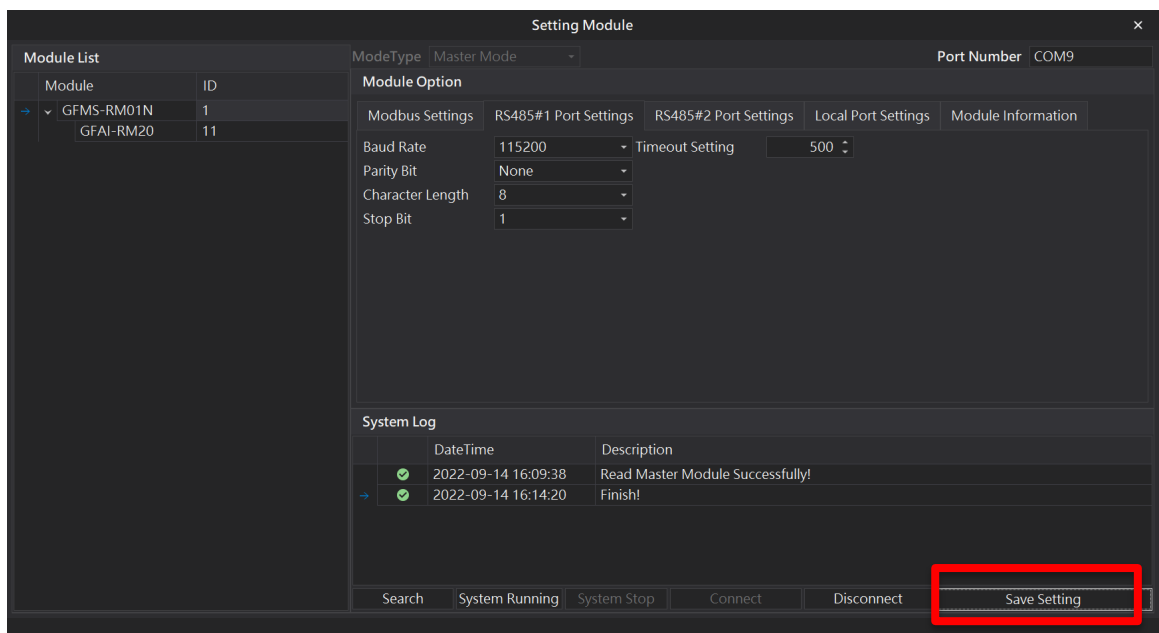 Setting Module
Module List
Module ID
GFMS-RM01N 1
GFAI-RM20 11
ModeType Master Mode Port Number COM9
Module Option
Modbus Settings RS485#1 Port Settings RS485#2 Port Settings Local Port Settings Module Information
Baud Rate 115200 Timeout Setting 500
Parity Bit None
Character Length 8
Stop Bit 1
System Log
DateTime Description
2022-09-14 16:09:38 Read Master Module Successfully!
2022-09-14 16:14:20 Finish!
Search System Running System Stop Connect Disconnect Save Setting